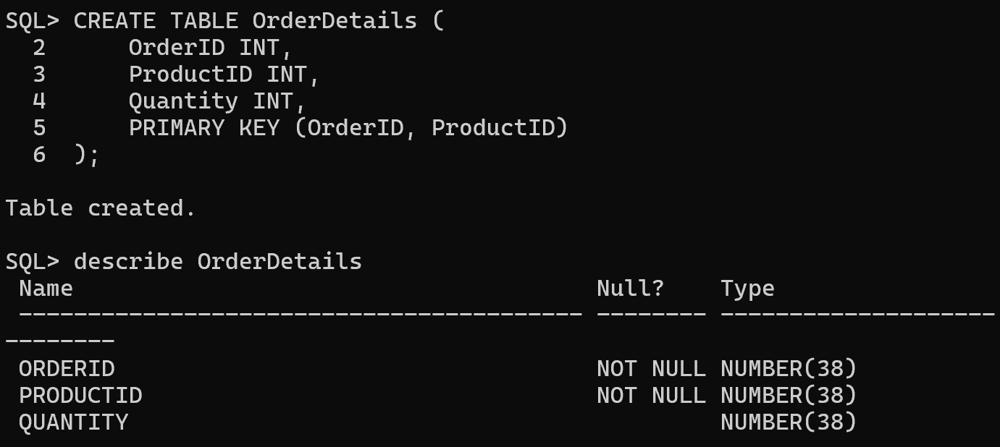 SQL> CREATE TABLE OrderDetails (
  2      OrderID INT,
  3      ProductID INT,
  4      Quantity INT,
  5      PRIMARY KEY (OrderID, ProductID)
  6  );
Table created.
SQL> describe OrderDetails
 Name                                      Null?    Type
 ----------------------------------------- -------- --------------------
--------
 ORDERID                                   NOT NULL NUMBER(38)
 PRODUCTID                                 NOT NULL NUMBER(38)
 QUANTITY                                           NUMBER(38)